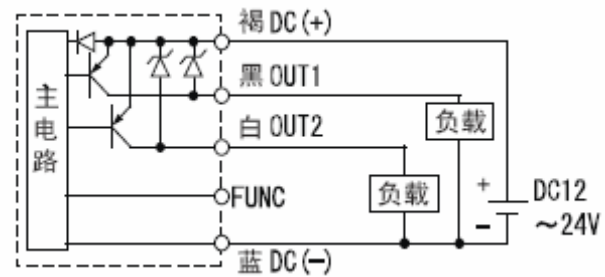 褐 DC(+)
黑 OUT1
主电路
负载
白 OUT2
负载
+
DC12
FUNC
−
～24V
蓝 DC(−)